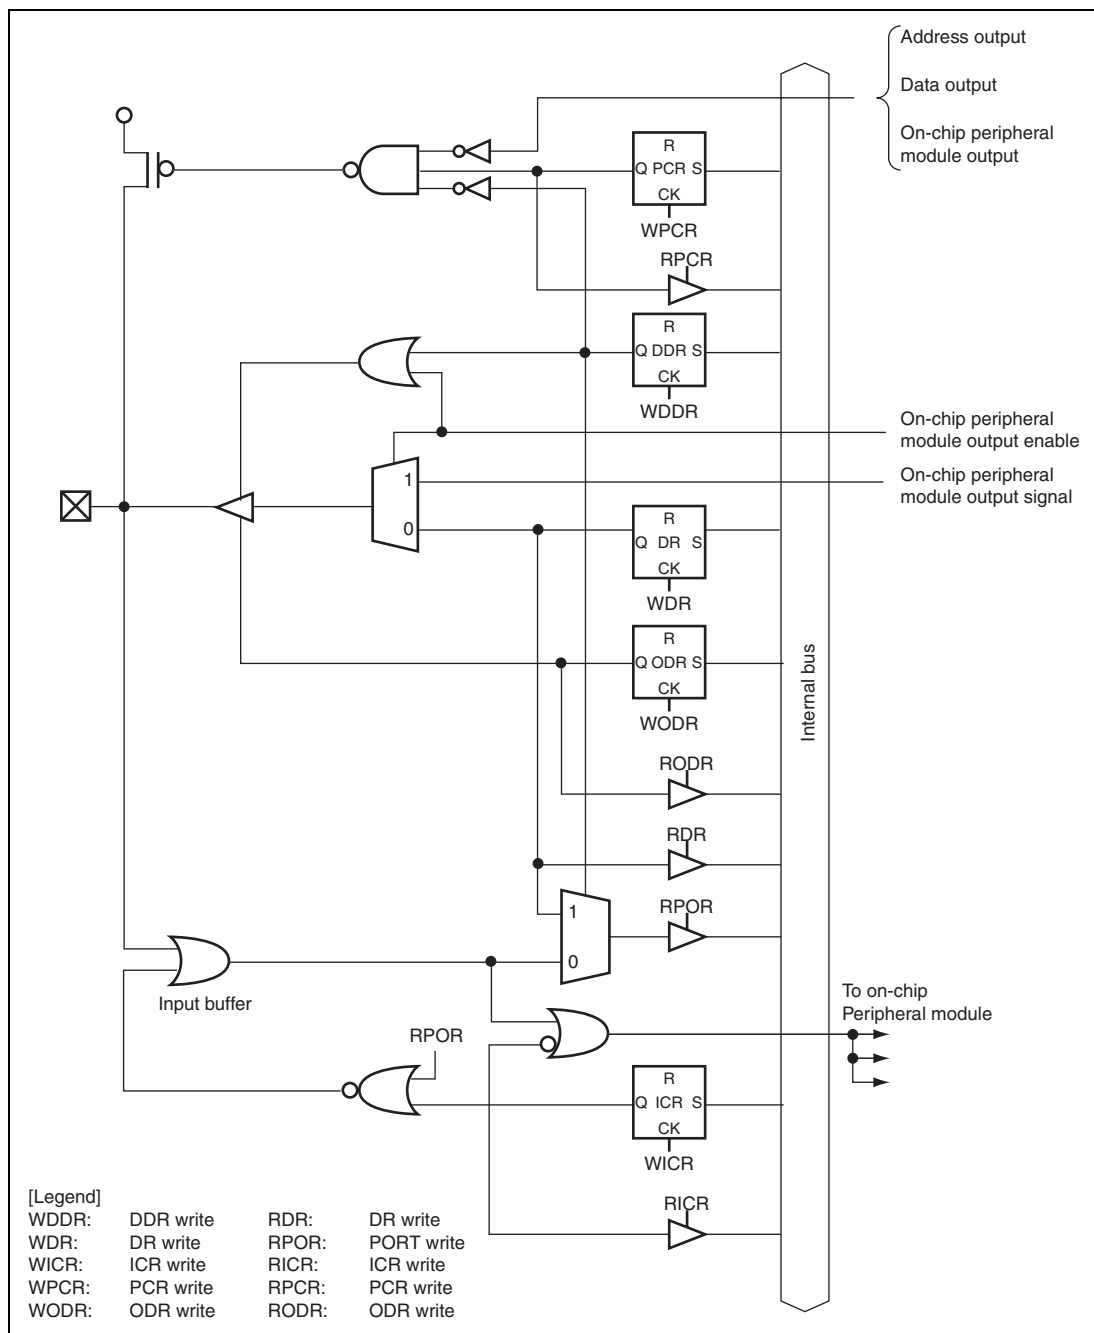 Address output
Data output
On-chip peripheral
module output
R
Q PCR S
CK
WPCR
RPCR
R
Q DDR S
CK
WDDR
On-chip peripheral
module output enable
On-chip peripheral
module output signal
1
0
R
Q DR S
CK
WDR
R
Q ODR S
CK
WODR
Internal bus
RODR
RDR
RPOR
1
0
Input buffer
To on-chip
Peripheral module
RPOR
R
Q ICR S
CK
WICR
RICR
[Legend]
WDDR: DDR write RDR: DR write
WDR: DR write RPOR: PORT write
WICR: ICR write RICR: ICR write
WPCR: PCR write RPCR: PCR write
WODR: ODR write RODR: ODR write